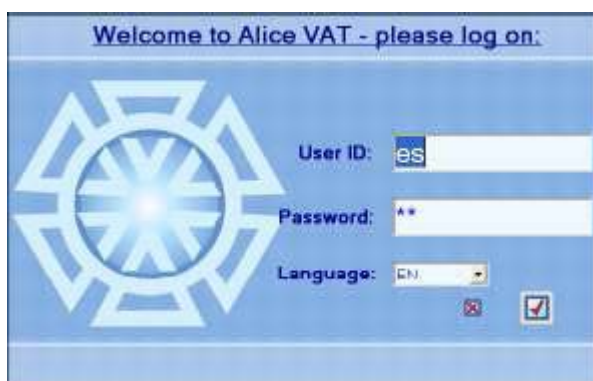 Welcome to Alice VAT - please log on:
User ID: es
Password: **
Language: EN